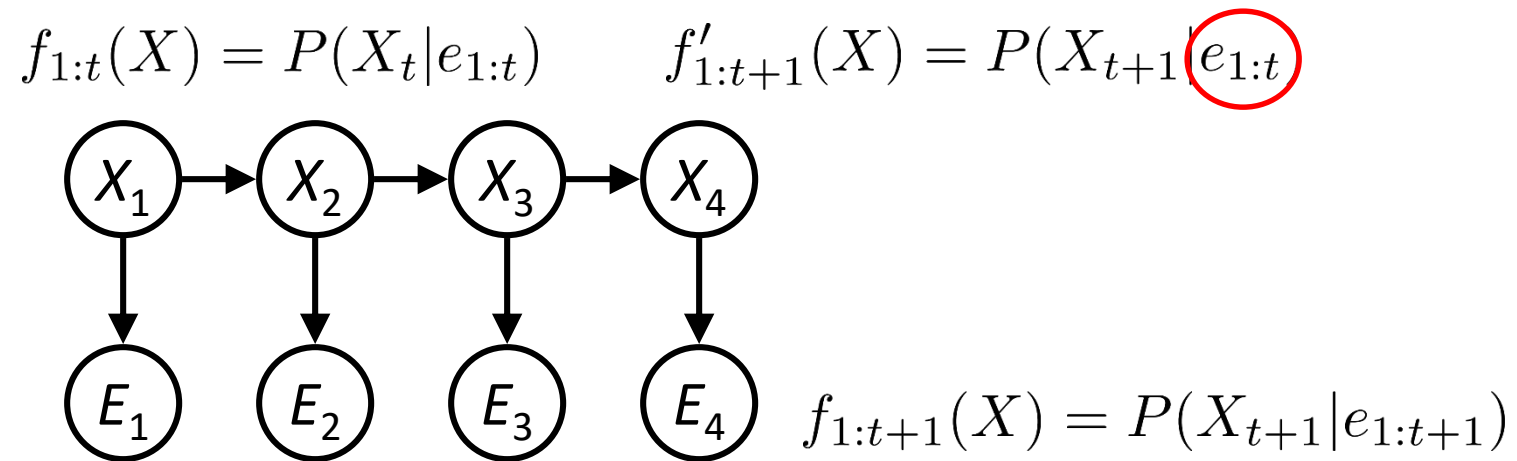 f_{1:t}(X) = P(X_t|e_{1:t}) f'_{1:t+1}(X) = P(X_{t+1}|e_{1:t}
X_1 X_2 X_3 X_4
E_1 E_2 E_3 E_4 f_{1:t+1}(X) = P(X_{t+1}|e_{1:t+1})